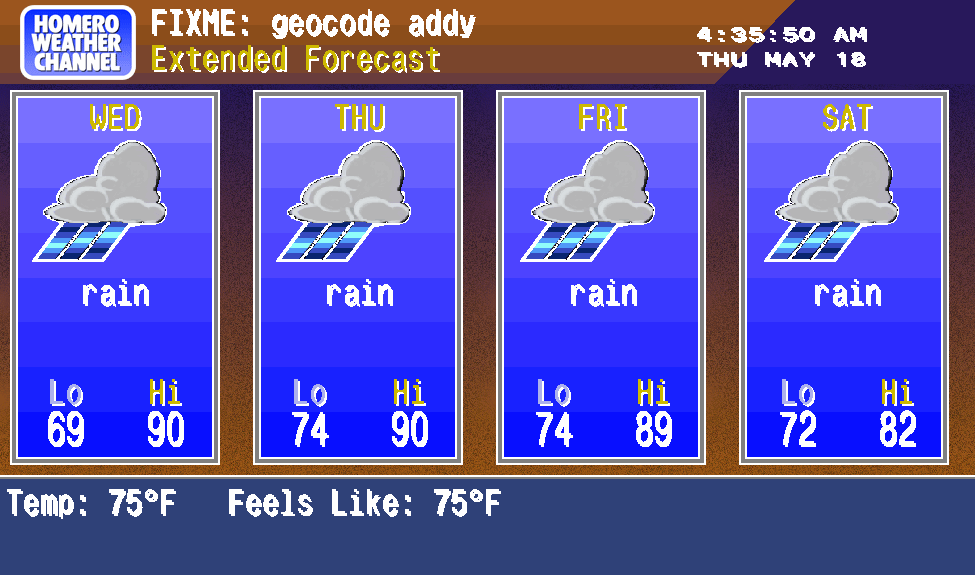 HOMERO
WEATHER
CHANNEL
FIXME: geocode addy
Extended Forecast
4:35:50 AM
THU MAY 18
WED
rain
Lo Hi
69 90
THU
rain
Lo Hi
74 90
FRI
rain
Lo Hi
74 89
SAT
rain
Lo Hi
72 82
Temp: 75°F Feels Like: 75°F